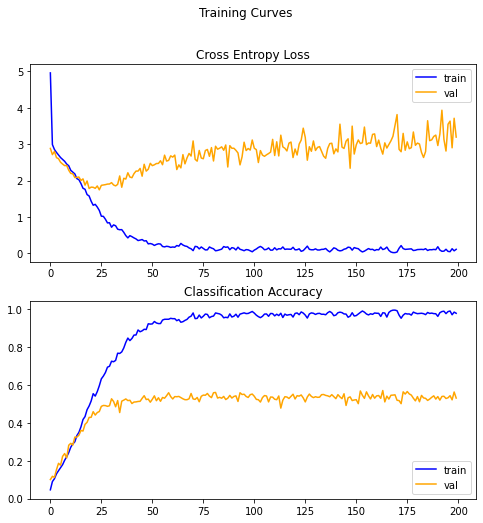 Training Curves
Cross Entropy Loss
5
4
3
2
1
0
train
val
0 25 50 75 100 125 150 175 200
Classification Accuracy
1.0
0.8
0.6
0.4
0.2
0.0
train
val
0 25 50 75 100 125 150 175 200